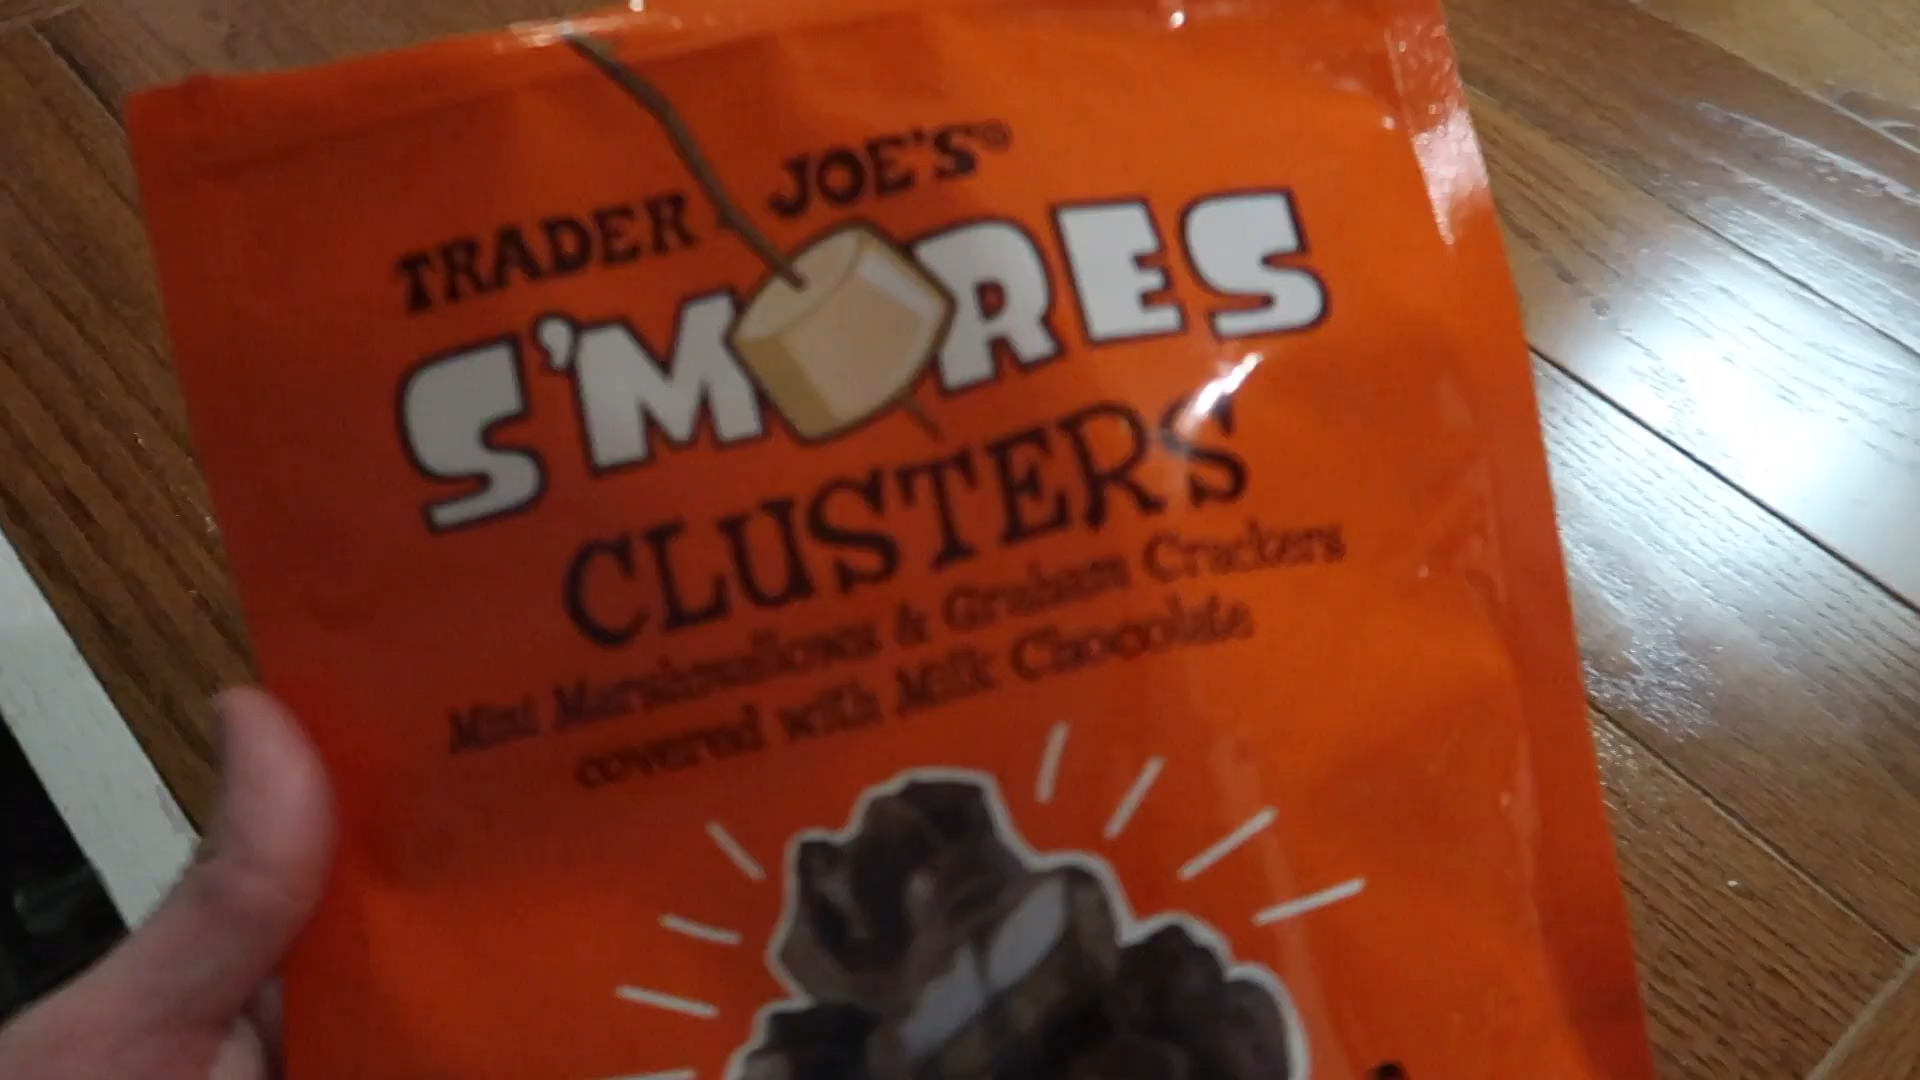 TRADER JOE'S®
S'MORES
CLUSTERS
Mini Marshmallows & Graham Crackers
covered with Milk Chocolate